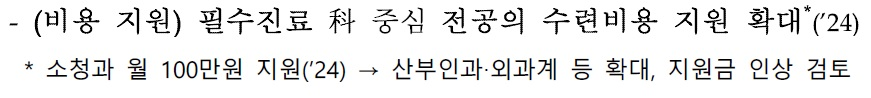 - (비용 지원) 필수진료 科 중심 전공의 수련비용 지원 확대*(’24)
* 소청과 월 100만원 지원(’24) → 산부인과·외과계 등 확대, 지원금 인상 검토